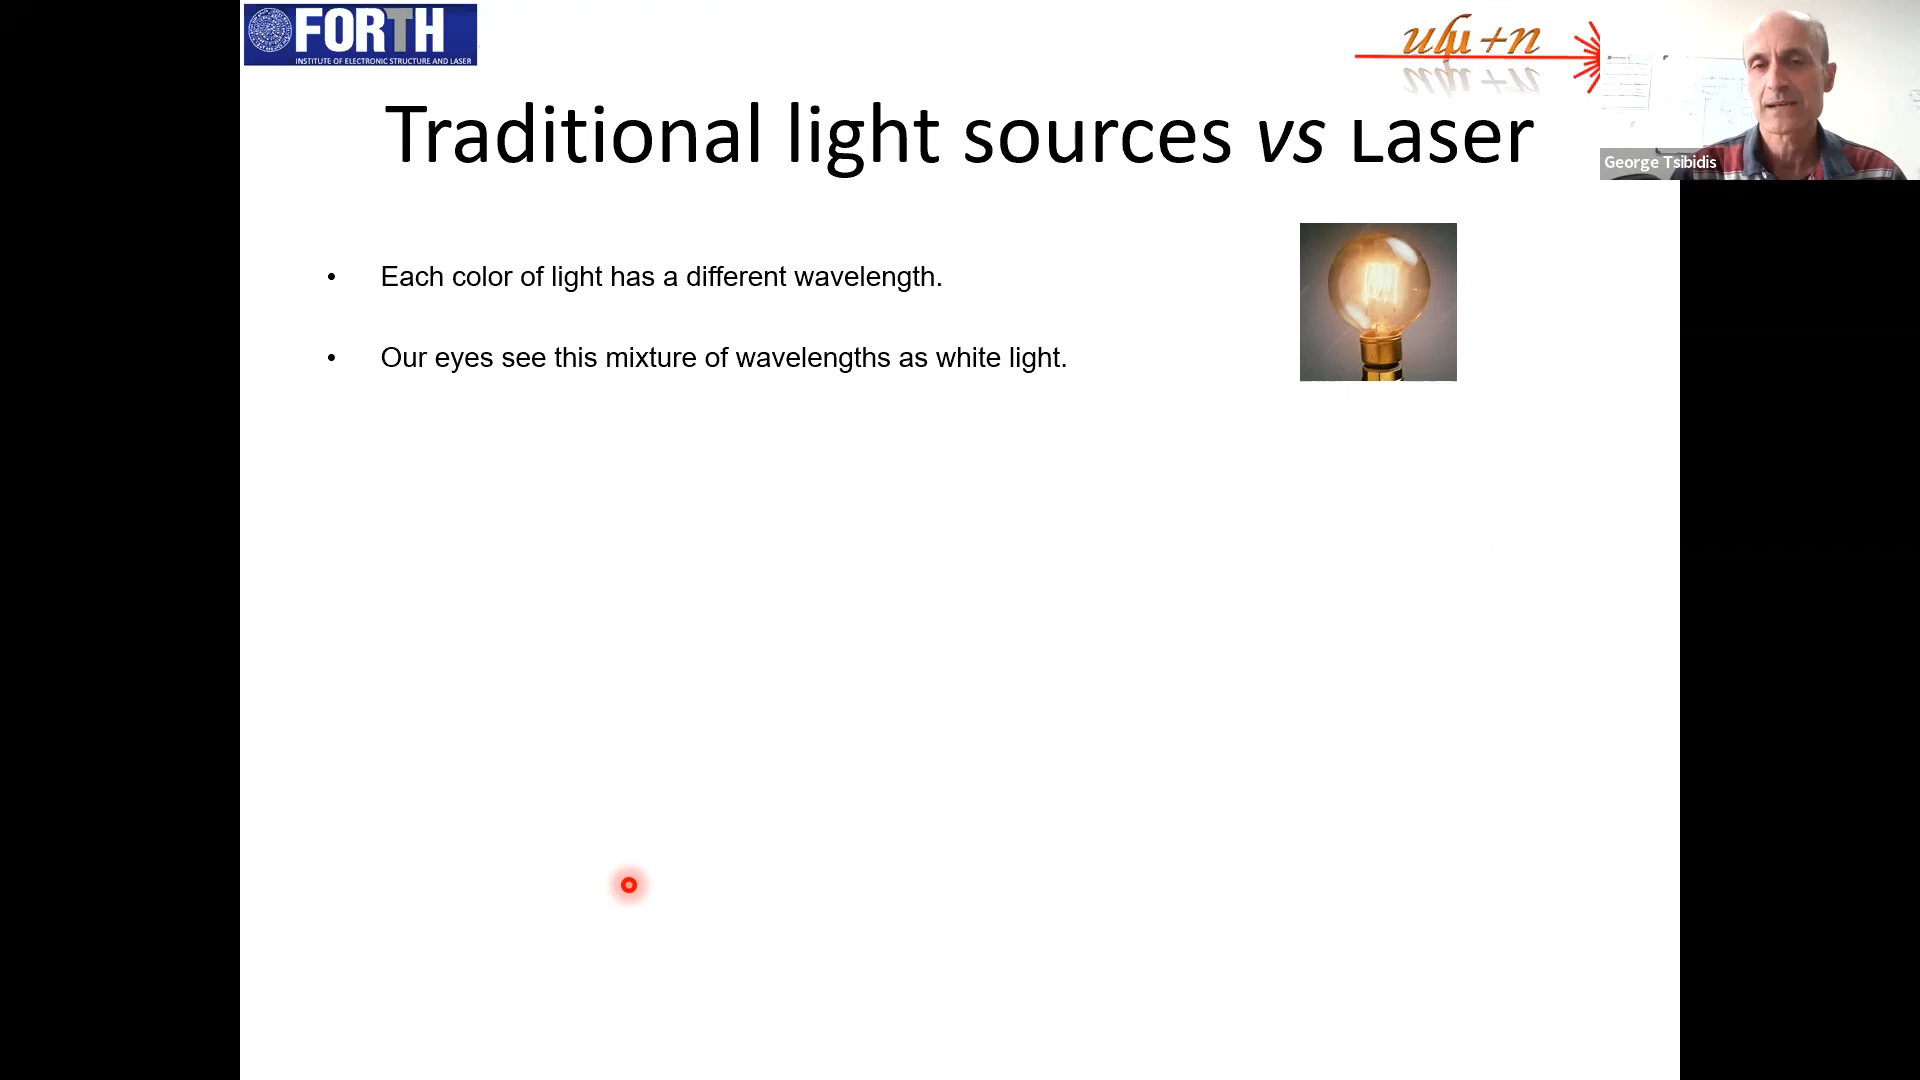 FORTH
INSTITUTE OF ELECTRONIC STRUCTURE AND LASER
Traditional light sources vs Laser
George Tsibidis
• Each color of light has a different wavelength.
• Our eyes see this mixture of wavelengths as white light.